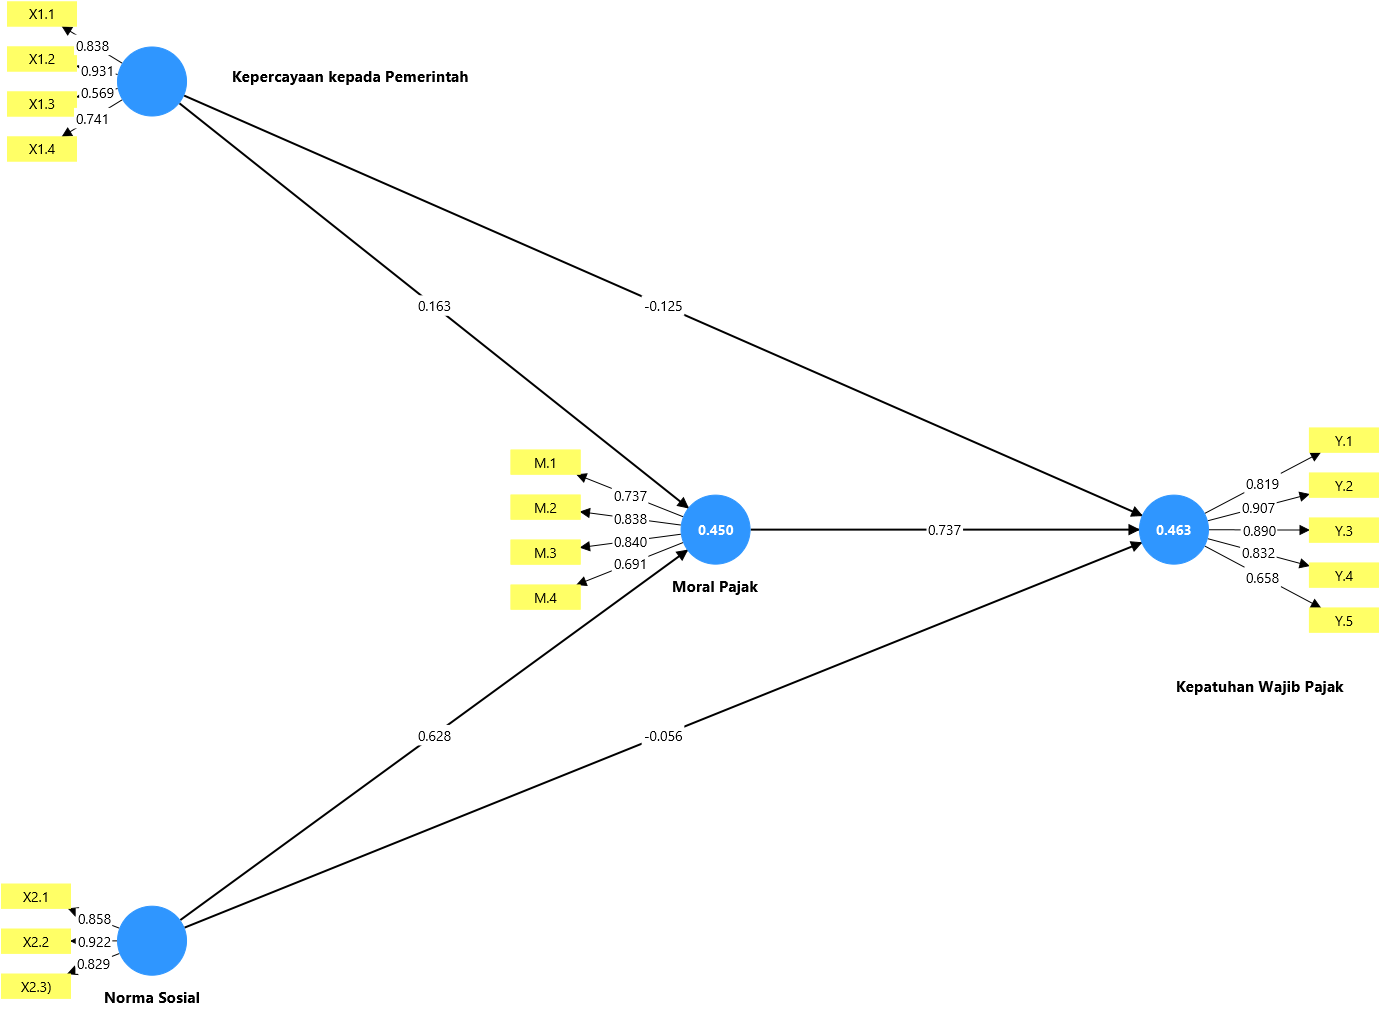 X1.1
0.838
X1.2
0.931
Kepercayaan kepada Pemerintah
0.569
X1.3
0.741
X1.4
0.163
-0.125
M.1
0.737
M.2
0.838
M.3
0.840
0.691
M.4
0.450
Moral Pajak
0.737
0.463
Y.1
0.819
Y.2
0.907
0.890
Y.3
0.832
Y.4
0.658
Y.5
Kepatuhan Wajib Pajak
0.628
-0.056
X2.1
0.858
X2.2
0.922
0.829
X2.3)
Norma Sosial